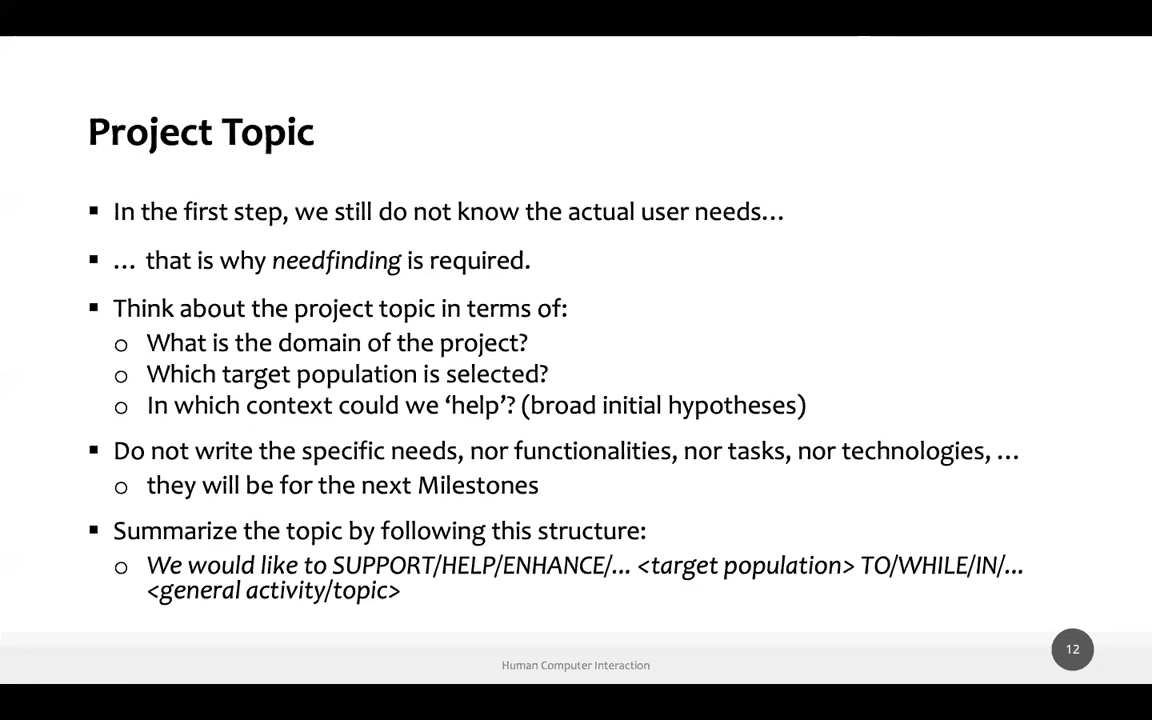 Project Topic
▪ In the first step, we still do not know the actual user needs…
▪ … that is why needfinding is required.
▪ Think about the project topic in terms of:
o What is the domain of the project?
o Which target population is selected?
o In which context could we ‘help’? (broad initial hypotheses)
▪ Do not write the specific needs, nor functionalities, nor tasks, nor technologies, …
o they will be for the next Milestones
▪ Summarize the topic by following this structure:
o We would like to SUPPORT/HELP/ENHANCE/... <target population> TO/WHILE/IN/...
<general activity/topic>
Human Computer Interaction
12